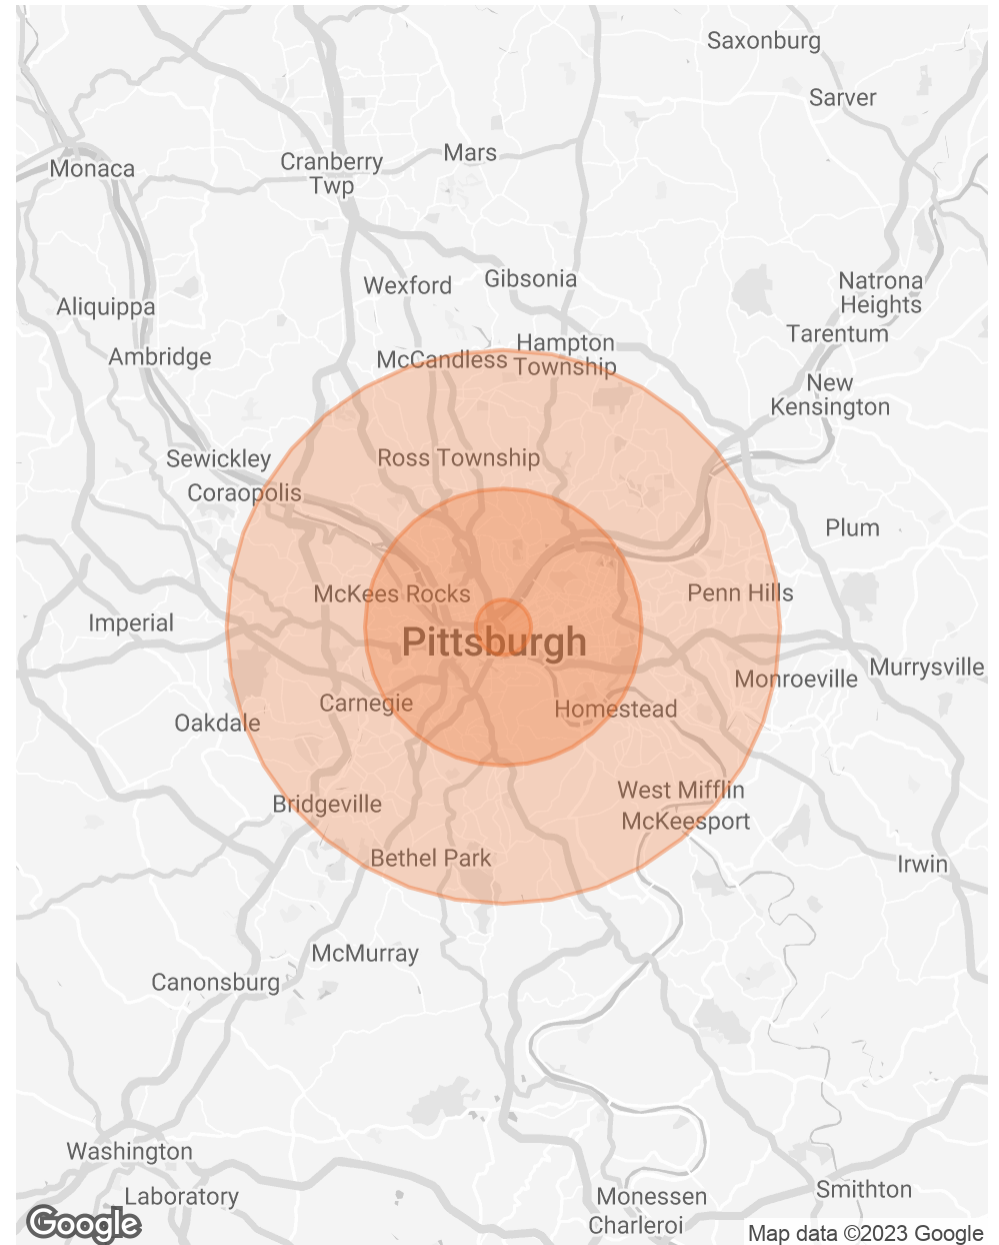 Saxonburg
Sarver
Mars
Cranberry
Twp
Monaca
Gibsonia
Wexford
Natrona
Heights
Aliquippa
Tarentum
Hampton
Township
Ambridge
McCandless
New
Kensington
Sewickley
Ross Township
Coraopolis
Plum
McKees Rocks
Penn Hills
Imperial
Pittsburgh
Murrysville
Monroeville
Carnegie
Homestead
Oakdale
West Mifflin
Bridgeville
McKeesport
Bethel Park
Irwin
McMurray
Canonsburg
Washington
Smithton
Laboratory
Monessen
Charleroi
Google
Map data ©2023 Google